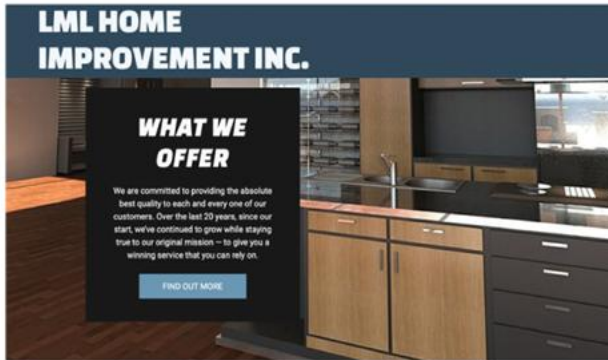 LML HOME
IMPROVEMENT INC.
WHAT WE
OFFER
We are committed to providing the absolute
best quality to each and every one of our
customers. Over the last 20 years, since our
start, we've continued to grow while staying
true to our original mission — to give you a
winning service that you can rely on.
FIND OUT MORE